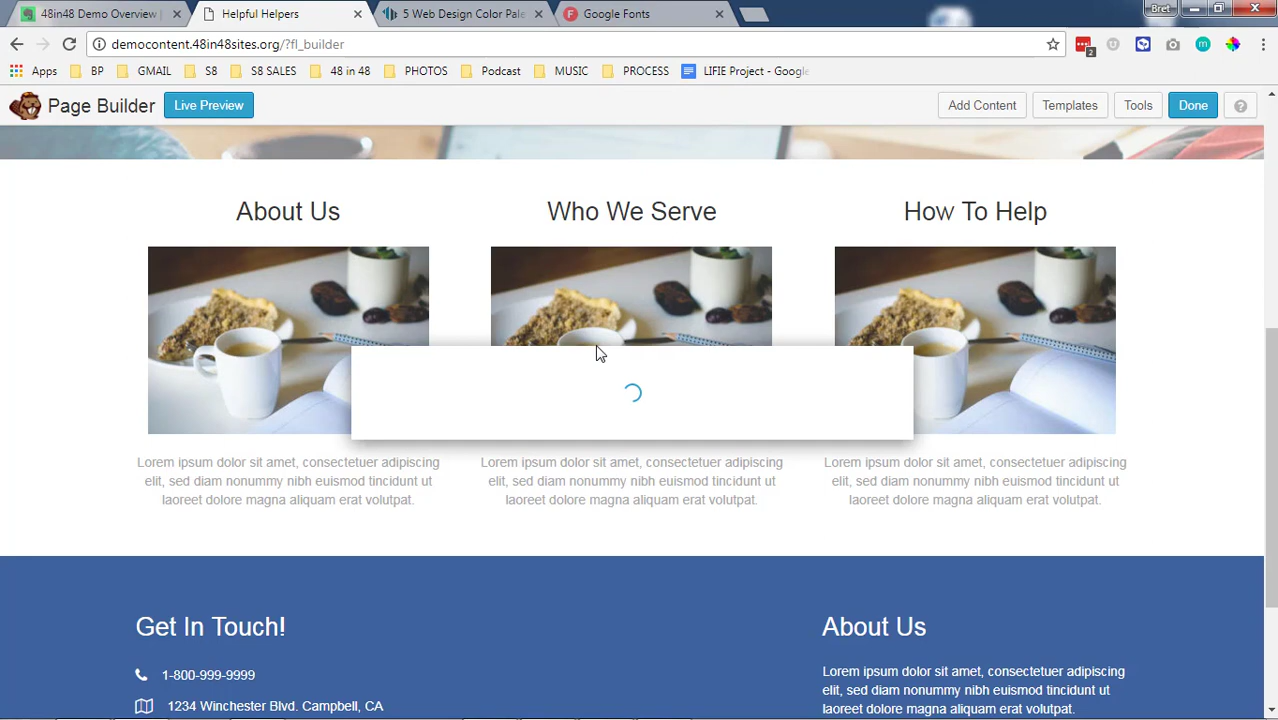 48in48 Demo Overview |
Helpful Helpers
5 Web Design Color Pale
Google Fonts
Bret
democontent.48in48sites.org/?fl_builder
2
m
Apps BP GMAIL S8 S8 SALES 48 in 48 PHOTOS Podcast MUSIC PROCESS LIFIE Project - Google
Page Builder Live Preview Add Content Templates Tools Done ?
About Us Who We Serve How To Help
Lorem ipsum dolor sit amet, consectetuer adipiscing
elit, sed diam nonummy nibh euismod tincidunt ut
laoreet dolore magna aliquam erat volutpat.
Lorem ipsum dolor sit amet, consectetuer adipiscing
elit, sed diam nonummy nibh euismod tincidunt ut
laoreet dolore magna aliquam erat volutpat.
Lorem ipsum dolor sit amet, consectetuer adipiscing
elit, sed diam nonummy nibh euismod tincidunt ut
laoreet dolore magna aliquam erat volutpat.
Get In Touch!
1-800-999-9999
1234 Winchester Blvd. Campbell, CA
About Us
Lorem ipsum dolor sit amet, consectetuer adipiscing
elit, sed diam nonummy nibh euismod tincidunt ut
laoreet dolore magna aliquam erat volutpat.